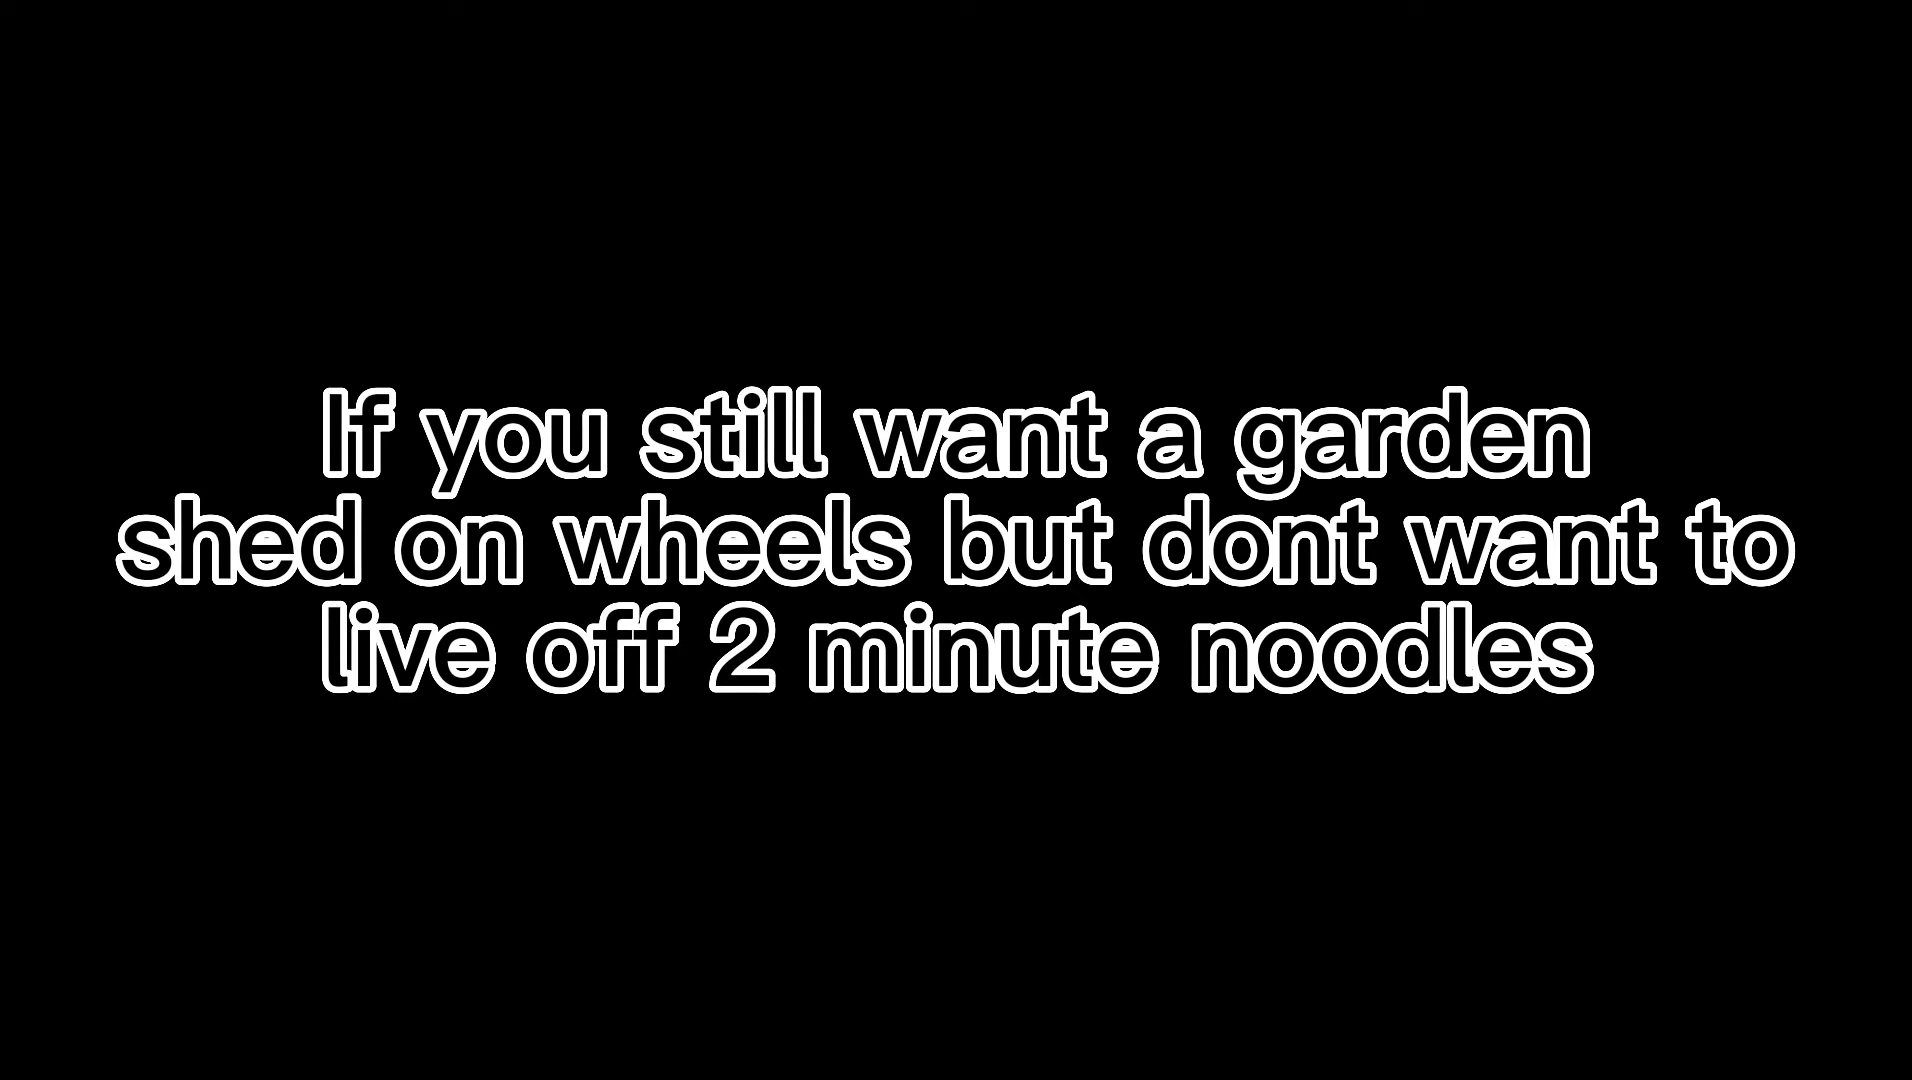 If you still want a garden
shed on wheels but dont want to
live off 2 minute noodles